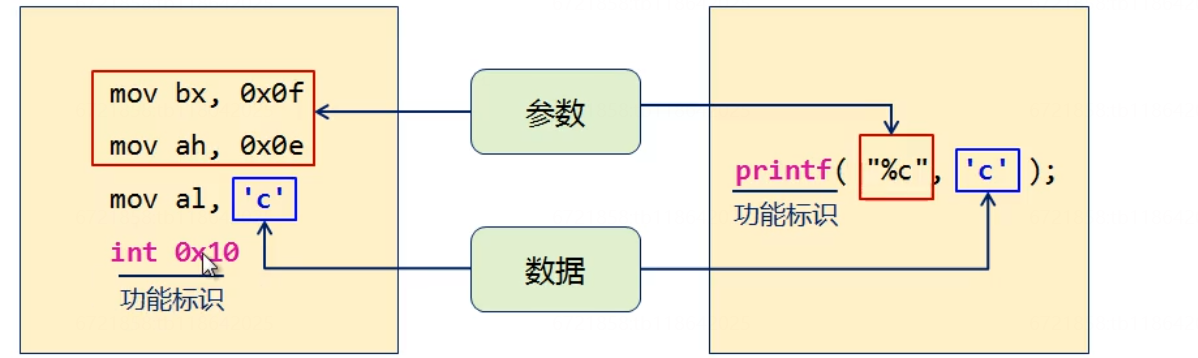 mov bx, 0x0f
mov ah, 0x0e
mov al, 'c'
int 0x10
功能标识
参数
数据
printf( "%c", 'c' );
功能标识